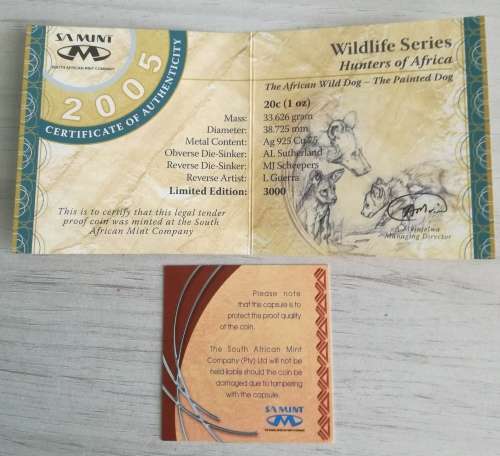 SA MINT
SOUTH AFRICAN MINT COMPANY
2005
CERTIFICATE OF AUTHENTICITY
Wildlife Series
Hunters of Africa
The African Wild Dog – The Painted Dog
20c (1 oz)
Mass: 33.626 gram
Diameter: 38.725 mm
Metal Content: Ag 925 Cu 75
Obverse Die-Sinker: AL Sutherland
Reverse Die-Sinker: MJ Scheepers
Reverse Artist: L Guerra
Limited Edition: 3000
This is to certify that this legal tender
proof coin was minted at the South
African Mint Company
Managing Director
Please note
that the capsule is to
protect the proof quality
of the coin.
The South African Mint
Company (Pty) Ltd will not be
held liable should the coin be
damaged due to tampering
with the capsule.
SA MINT